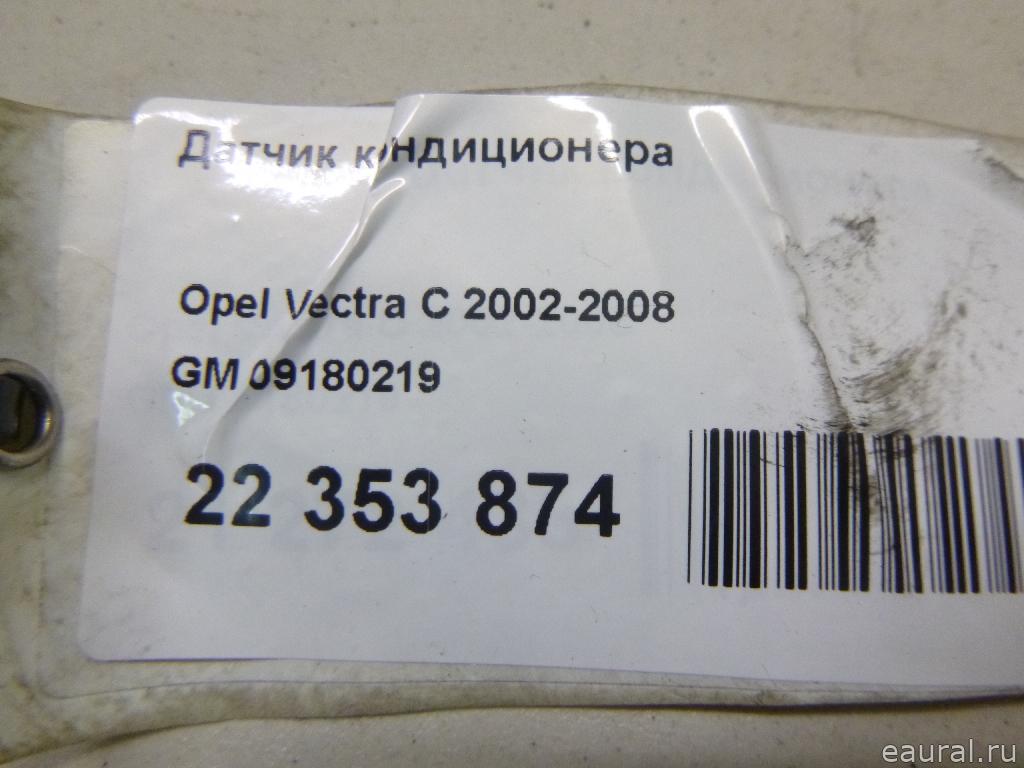 Датчик кондиционера
Opel Vectra C 2002-2008
GM 09180219
22 353 874
eaural.ru